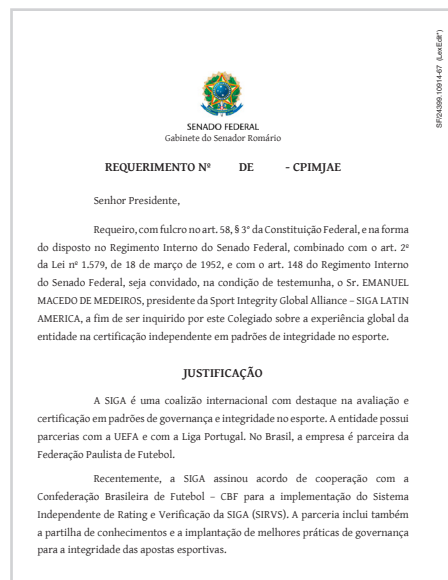 SF/24399.10914-67 (LexEdit*)
SENADO FEDERAL
Gabinete do Senador Romário
REQUERIMENTO Nº DE - CPIMJAE
Senhor Presidente,
Requeiro, com fulcro no art. 58, § 3° da Constituição Federal, e na forma
do disposto no Regimento Interno do Senado Federal, combinado com o art. 2º
da Lei nº 1.579, de 18 de março de 1952, e com o art. 148 do Regimento Interno
do Senado Federal, seja convidado, na condição de testemunha, o Sr. EMANUEL
MACEDO DE MEDEIROS, presidente da Sport Integrity Global Alliance – SIGA LATIN
AMERICA, a fim de ser inquirido por este Colegiado sobre a experiência global da
entidade na certificação independente em padrões de integridade no esporte.
JUSTIFICAÇÃO
A SIGA é uma coalizão internacional com destaque na avaliação e
certificação em padrões de governança e integridade no esporte. A entidade possui
parcerias com a UEFA e com a Liga Portugal. No Brasil, a empresa é parceira da
Federação Paulista de Futebol.
Recentemente, a SIGA assinou acordo de cooperação com a
Confederação Brasileira de Futebol – CBF para a implementação do Sistema
Independente de Rating e Verificação da SIGA (SIRVS). A parceria inclui também
a partilha de conhecimentos e a implantação de melhores práticas de governança
para a integridade das apostas esportivas.